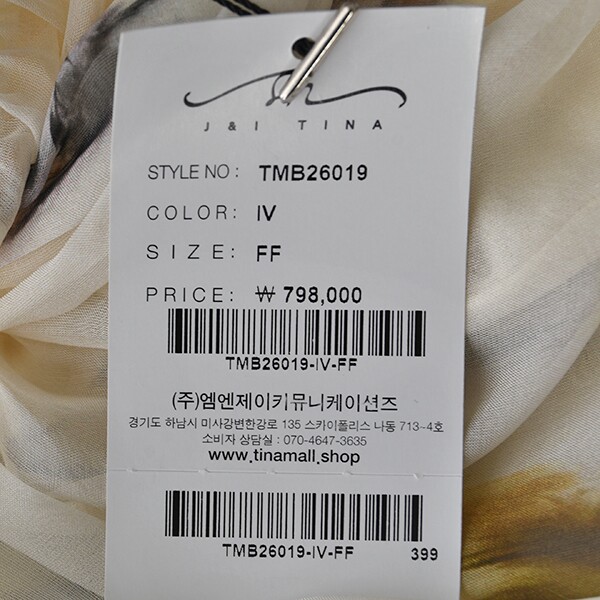 J & I TINA
STYLE NO : TMB26019
COLOR: IV
SIZE: FF
PRICE: ₩ 798,000
TMB26019-IV-FF
(주)엠엔제이키뮤니케이션즈
경기도 하남시 미사강변한강로 135 스카이폴리스 나동 713~4호
소비자 상담실 : 070-4647-3635
www.tinamall.shop
TMB26019-IV-FF 399